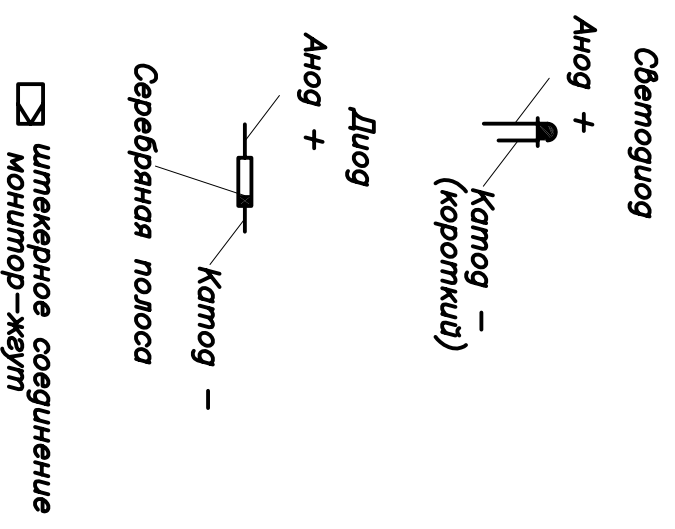 Светодиод
Анод +
Катод –
(короткий)
Диод
Анод +
Катод –
Серебряная полоса
штекерное соединение
монитор-жгут